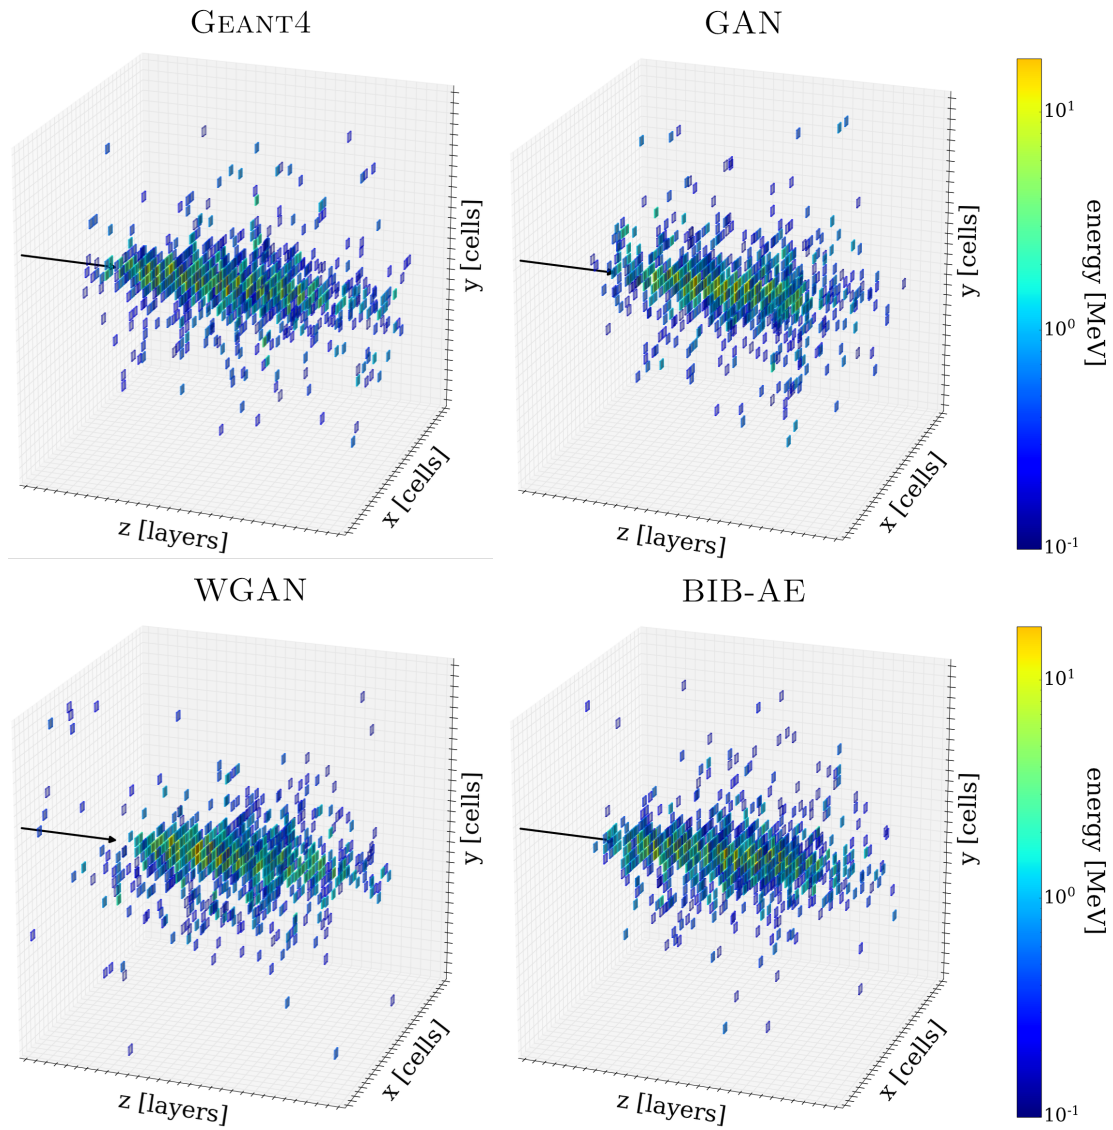 GEANT4
GAN
y [cells]
x [cells]
z [layers]
y [cells]
x [cells]
z [layers]
10¹
10⁰
10⁻¹
energy [MeV]
WGAN
BIB-AE
y [cells]
x [cells]
z [layers]
y [cells]
x [cells]
z [layers]
10¹
10⁰
10⁻¹
energy [MeV]